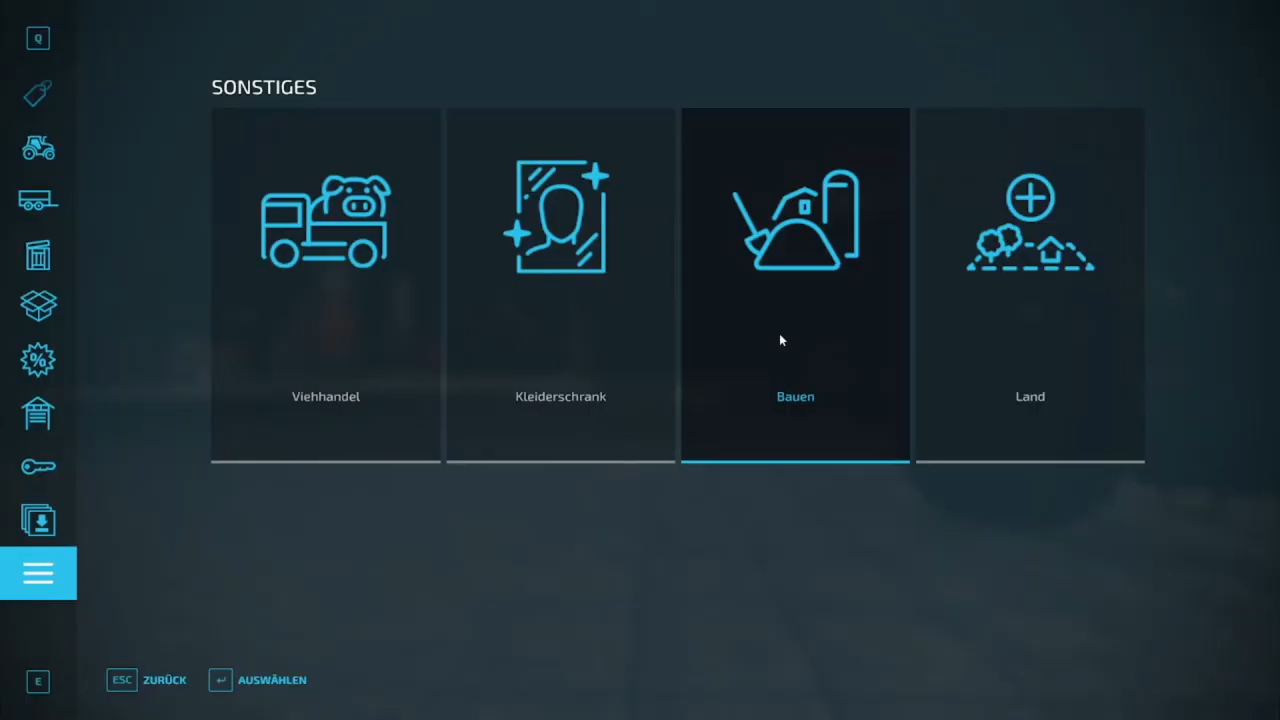 Q
SONSTIGES
%
Viehhandel
Kleiderschrank
Bauen
Land
E
ESC ZURÜCK
AUSWÄHLEN